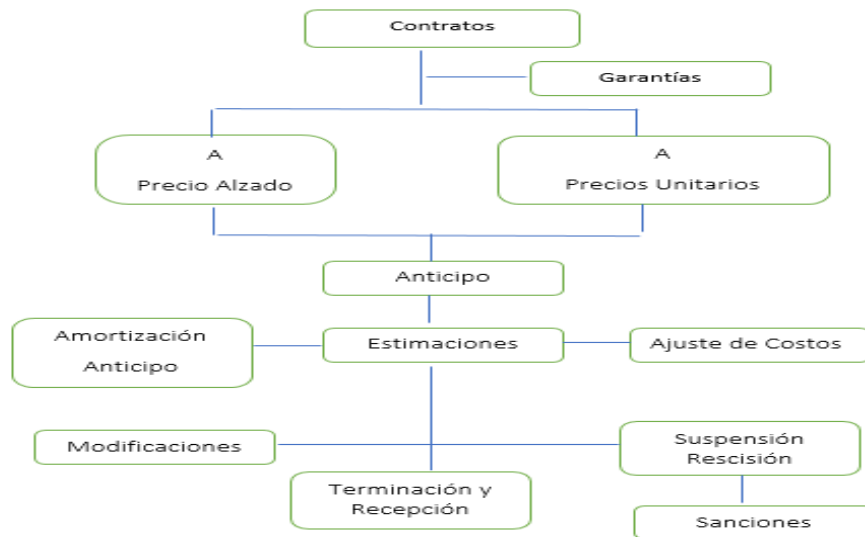 Contratos
Garantías
A
Precio Alzado
A
Precios Unitarios
Anticipo
Amortización
Anticipo
Estimaciones
Ajuste de Costos
Modificaciones
Suspensión
Rescisión
Terminación y
Recepción
Sanciones